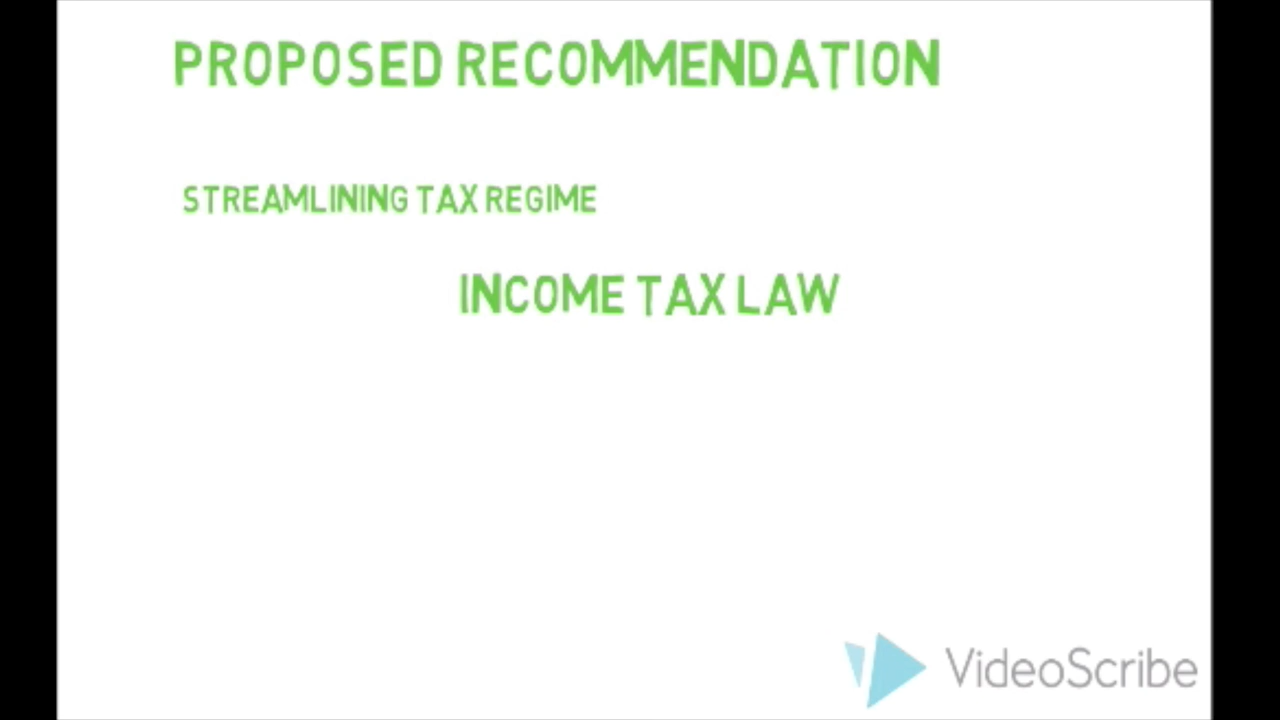 PROPOSED RECOMMENDATION
STREAMLINING TAX REGIME
INCOME TAX LAW
VideoScribe